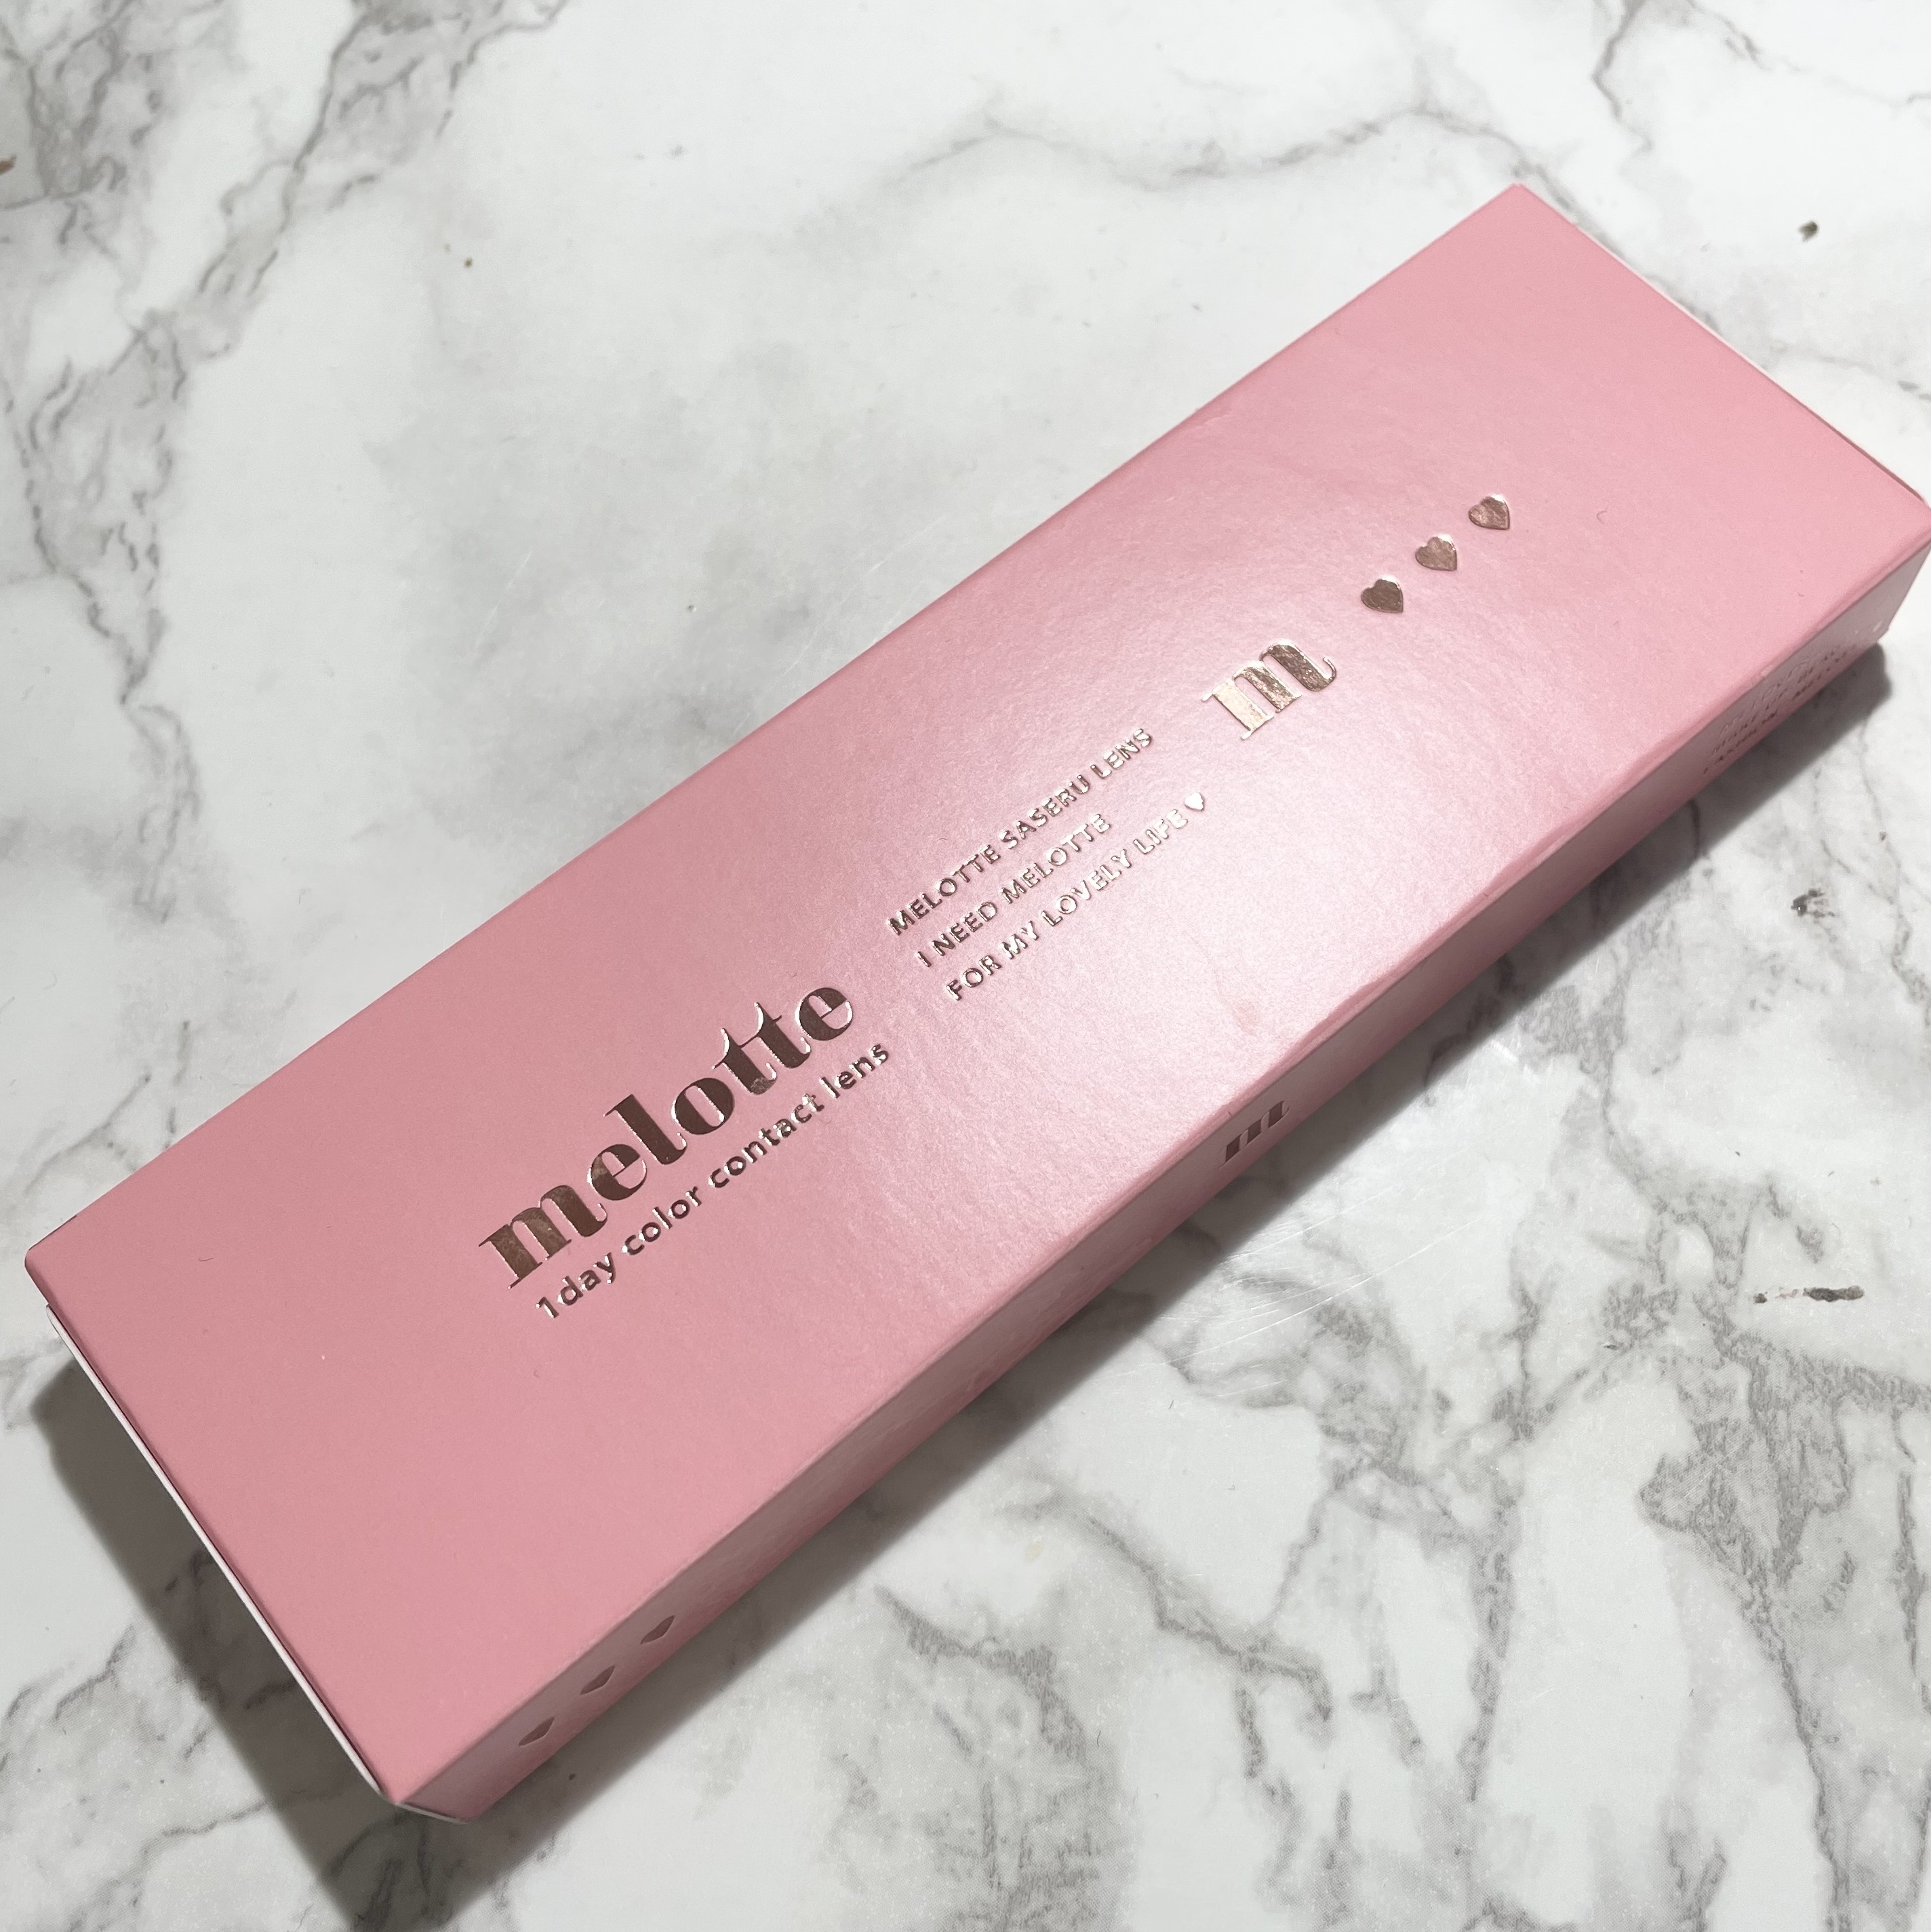 melotte
1day color contact lens
MELOTTE SASERU LENS
I NEED MELOTTE
FOR MY LOVELY LIFE♥
m
m